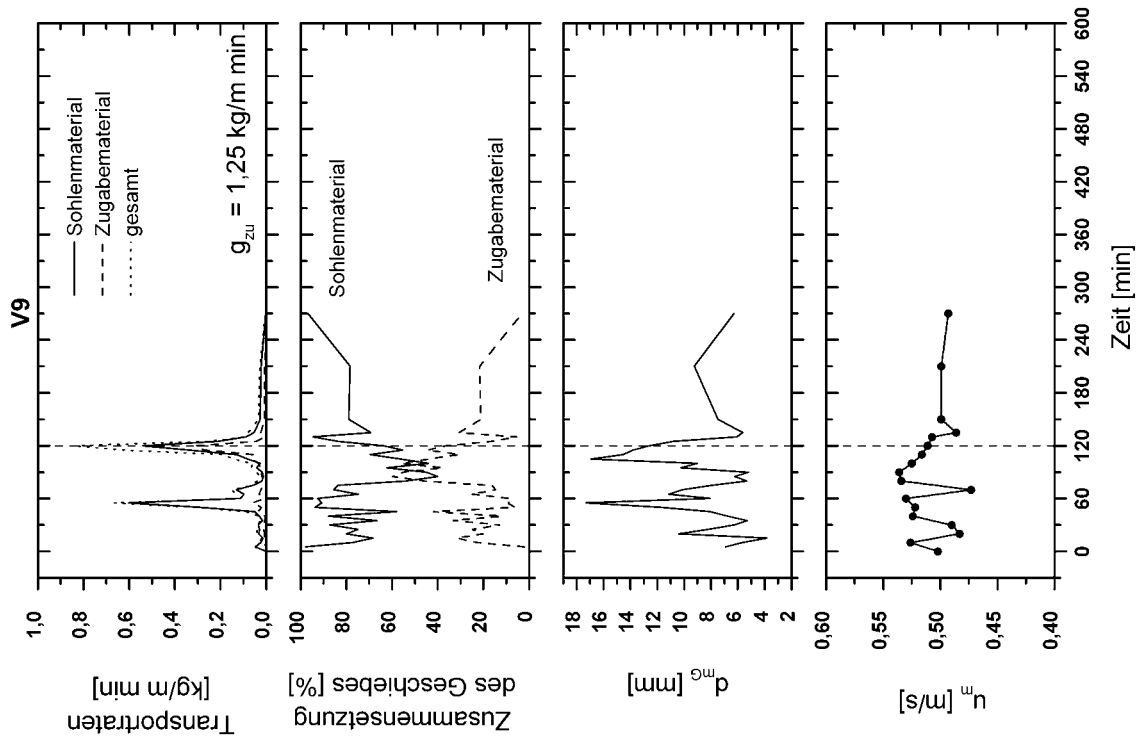 V9
Transportraten
[kg/m min]
1,0
0,8
0,6
0,4
0,2
0,0
Sohlenmaterial
Zugabematerial
gesamt
g zu = 1,25 kg/m min
Zusammensetzung
des Geschiebes [%]
100
80
60
40
20
0
Sohlenmaterial
Zugabematerial
d mG [mm]
18
16
14
12
10
8
6
4
2
u m [m/s]
0,60
0,55
0,50
0,45
0,40
0 60 120 180 240 300 360 420 480 540 600
Zeit [min]